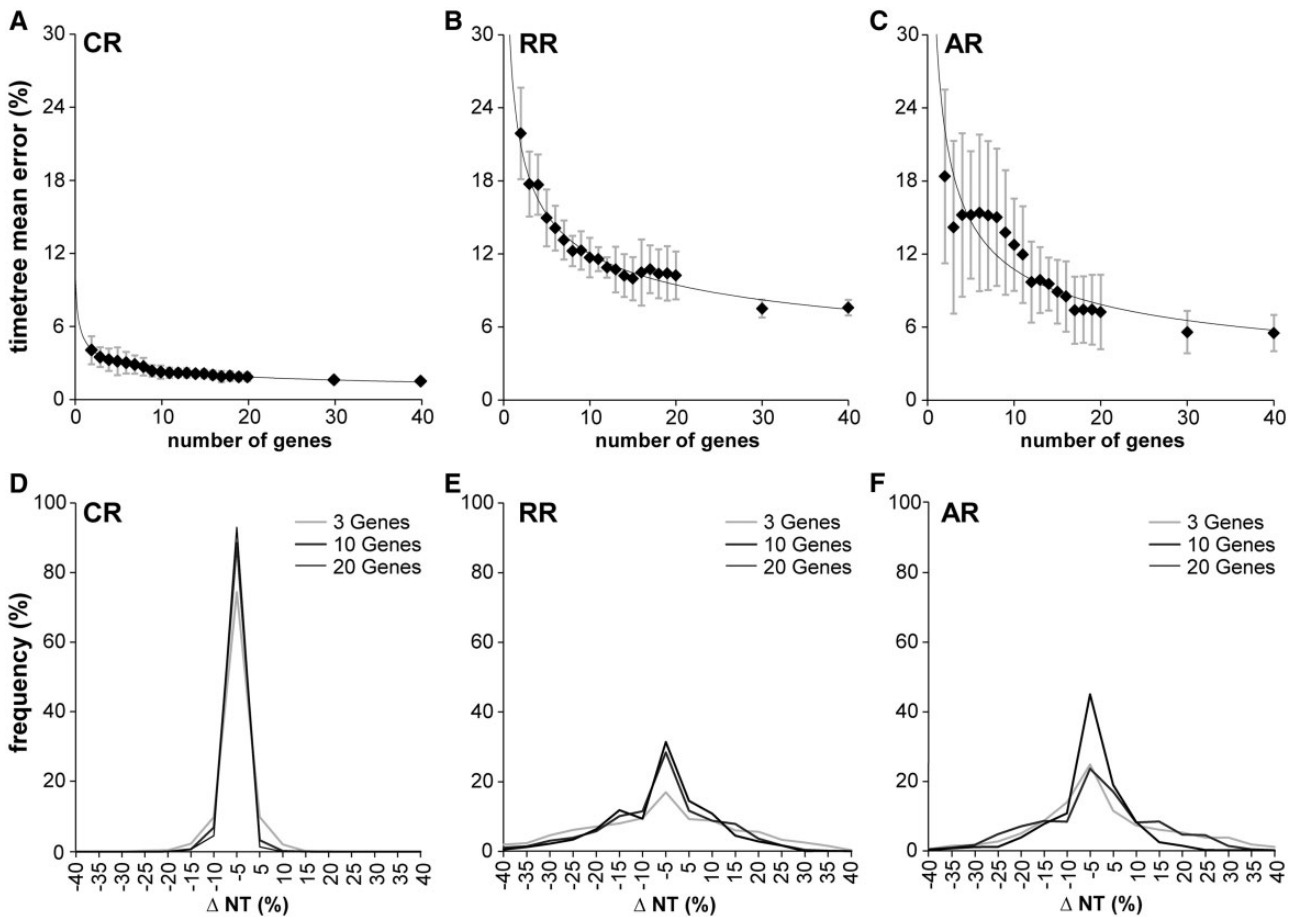 A
CR
B
RR
C
AR
timetree mean error (%)
30
24
18
12
6
0
0 10 20 30 40
number of genes
30
24
18
12
6
0
0 10 20 30 40
number of genes
30
24
18
12
6
0
0 10 20 30 40
number of genes
D
CR
3 Genes
10 Genes
20 Genes
frequency (%)
100
80
60
40
20
0
-40 -35 -30 -25 -20 -15 -10 -5 5 10 15 20 25 30 35 40
Δ NT (%)
E
RR
3 Genes
10 Genes
20 Genes
100
80
60
40
20
0
-40 -35 -30 -25 -20 -15 -10 -5 5 10 15 20 25 30 35 40
Δ NT (%)
F
AR
3 Genes
10 Genes
20 Genes
100
80
60
40
20
0
-40 -35 -30 -25 -20 -15 -10 -5 5 10 15 20 25 30 35 40
Δ NT (%)